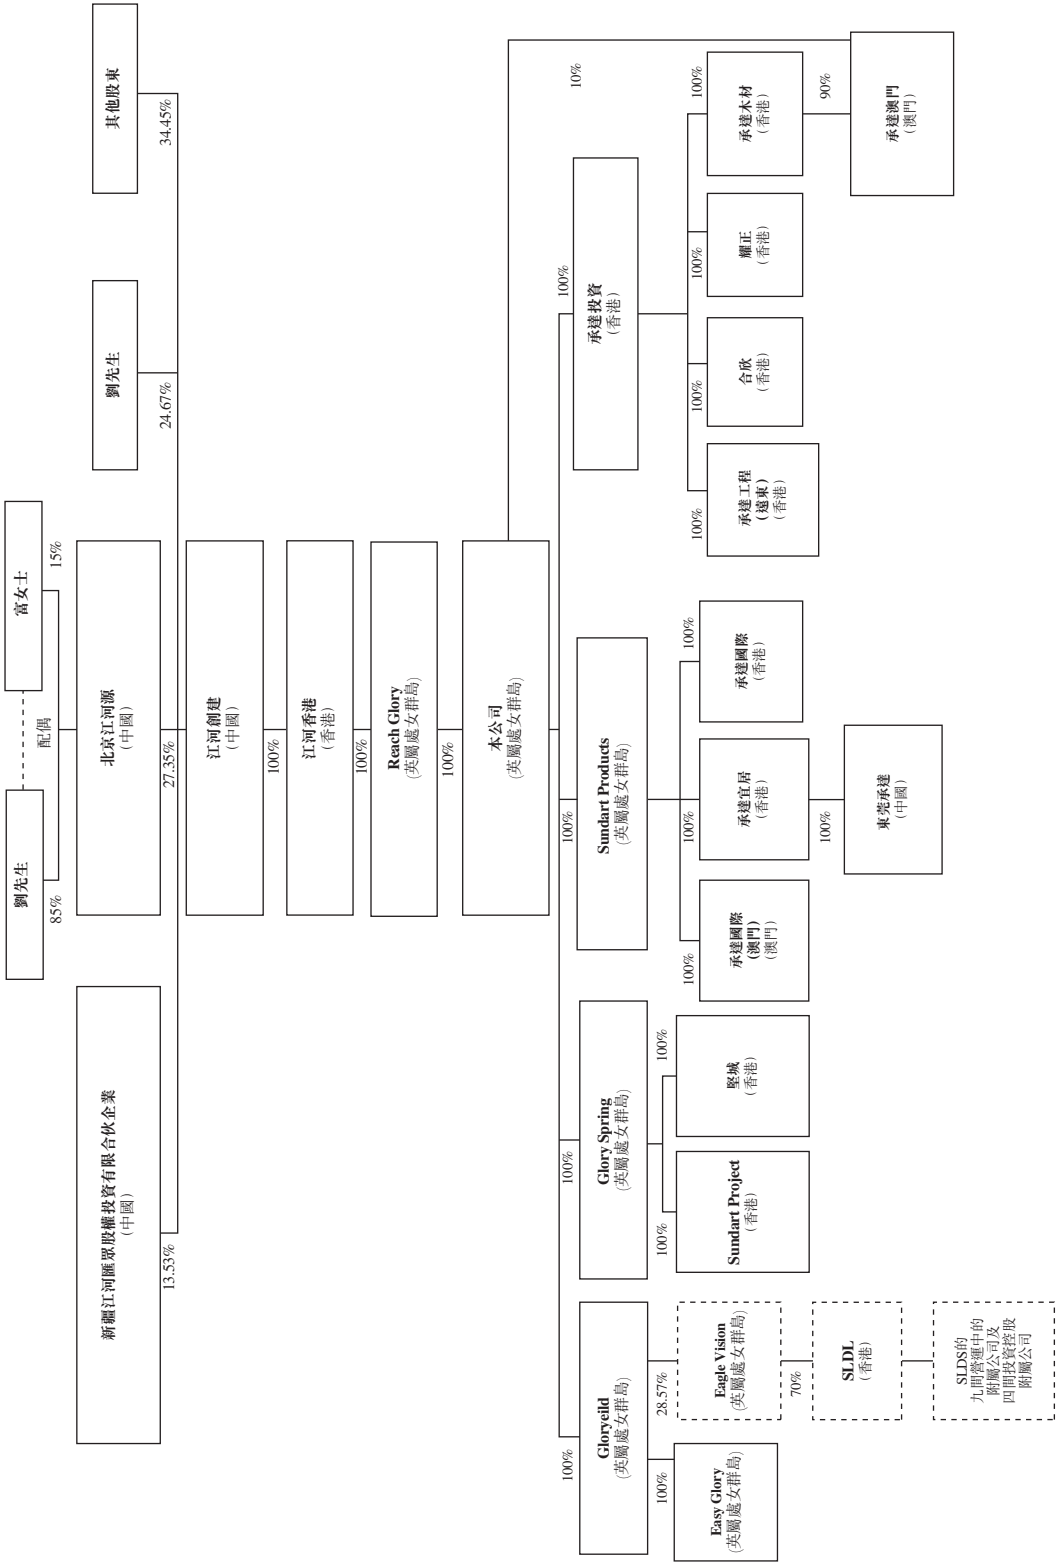 劉先生
富女士
配偶
85%
15%
新疆江河匯眾股權投資有限合伙企業
(中國)
北京江河源
(中國)
劉先生
其他股東
13.53%
27.35%
24.67%
34.45%
江河創建
(中國)
100%
江河香港
(香港)
100%
Reach Glory
(英屬處女群島)
100%
本公司
(英屬處女群島)
100%
100%
100%
100%
10%
Gloryeild
(英屬處女群島)
Glory Spring
(英屬處女群島)
Sundart Products
(英屬處女群島)
承達投資
(香港)
100%
28.57%
100%
100%
100%
100%
100%
100%
100%
100%
100%
Easy Glory
(英屬處女群島)
Eagle Vision
(英屬處女群島)
Sundart Project
(香港)
堅城
(香港)
承達國際
(澳門)
(澳門)
承達宜居
(香港)
承達國際
(香港)
承達工程
(遠東)
(香港)
合欣
(香港)
耀正
(香港)
承達木材
(香港)
70%
100%
90%
SLDL
(香港)
東莞承達
(中國)
承達澳門
(澳門)
SLDS的
九間營運中的
附屬公司及
四間投資控股
附屬公司